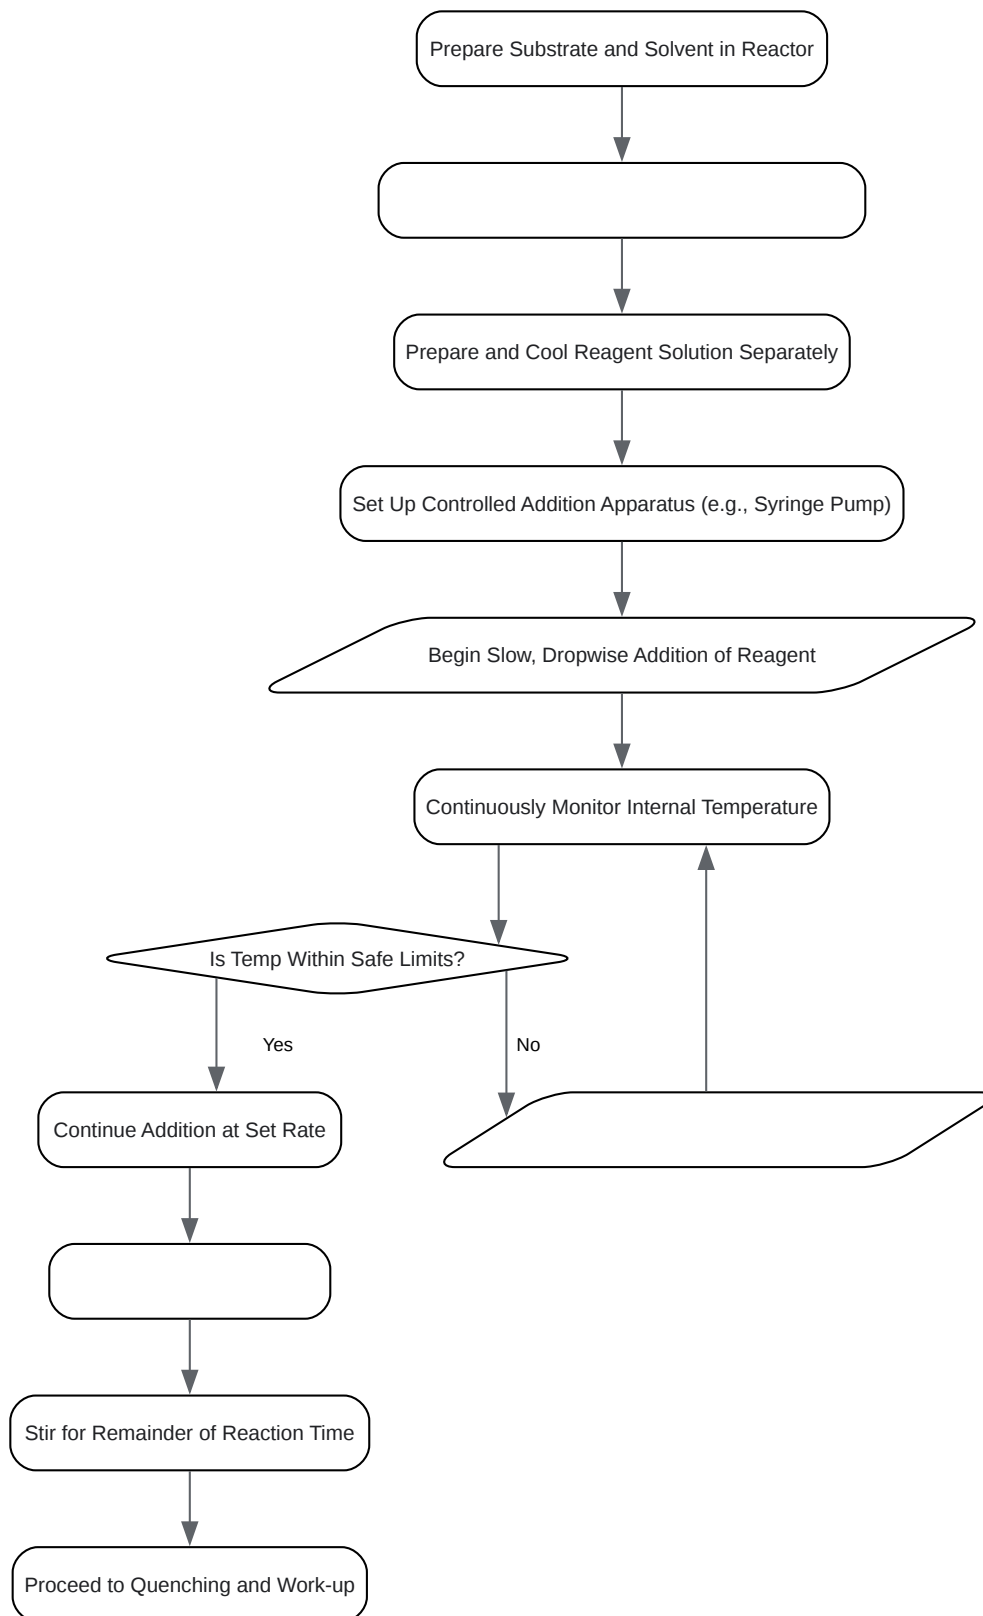 Prepare Substrate and Solvent in Reactor
Prepare and Cool Reagent Solution Separately
Set Up Controlled Addition Apparatus (e.g., Syringe Pump)
Begin Slow, Dropwise Addition of Reagent
Continuously Monitor Internal Temperature
Is Temp Within Safe Limits?
Yes
No
Continue Addition at Set Rate
Stir for Remainder of Reaction Time
Proceed to Quenching and Work-up